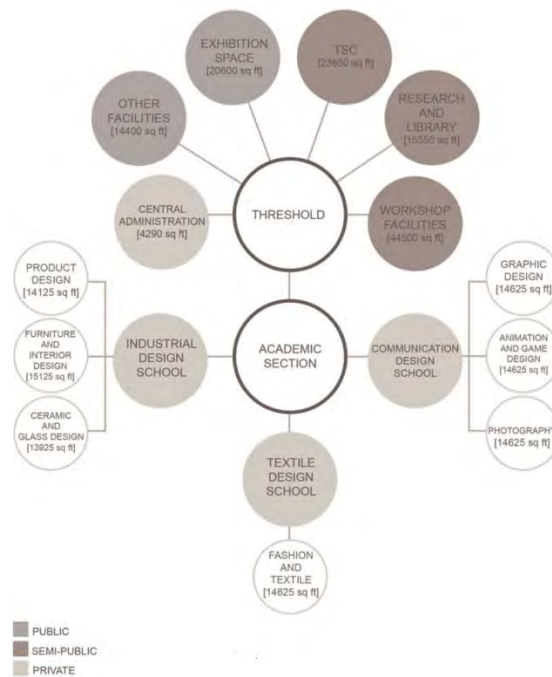 EXHIBITION
SPACE
[20600 sq ft]
TSC
[23650 sq ft]
OTHER
FACILITIES
[14400 sq ft]
RESEARCH
AND
LIBRARY
[15550 sq ft]
CENTRAL
ADMINISTRATION
[4290 sq ft]
THRESHOLD
WORKSHOP
FACILITIES
[44500 sq ft]
PRODUCT
DESIGN
[14125 sq ft]
GRAPHIC
DESIGN
[14625 sq ft]
FURNITURE
AND
INTERIOR
DESIGN
[15125 sq ft]
INDUSTRIAL
DESIGN
SCHOOL
ACADEMIC
SECTION
COMMUNICATION
DESIGN
SCHOOL
ANIMATION
AND GAME
DESIGN
[14625 sq ft]
CERAMIC
AND
GLASS DESIGN
[13925 sq ft]
PHOTOGRAPHY
[14625 sq ft]
TEXTILE
DESIGN
SCHOOL
FASHION
AND
TEXTILE
[14625 sq ft]
PUBLIC
SEMI-PUBLIC
PRIVATE